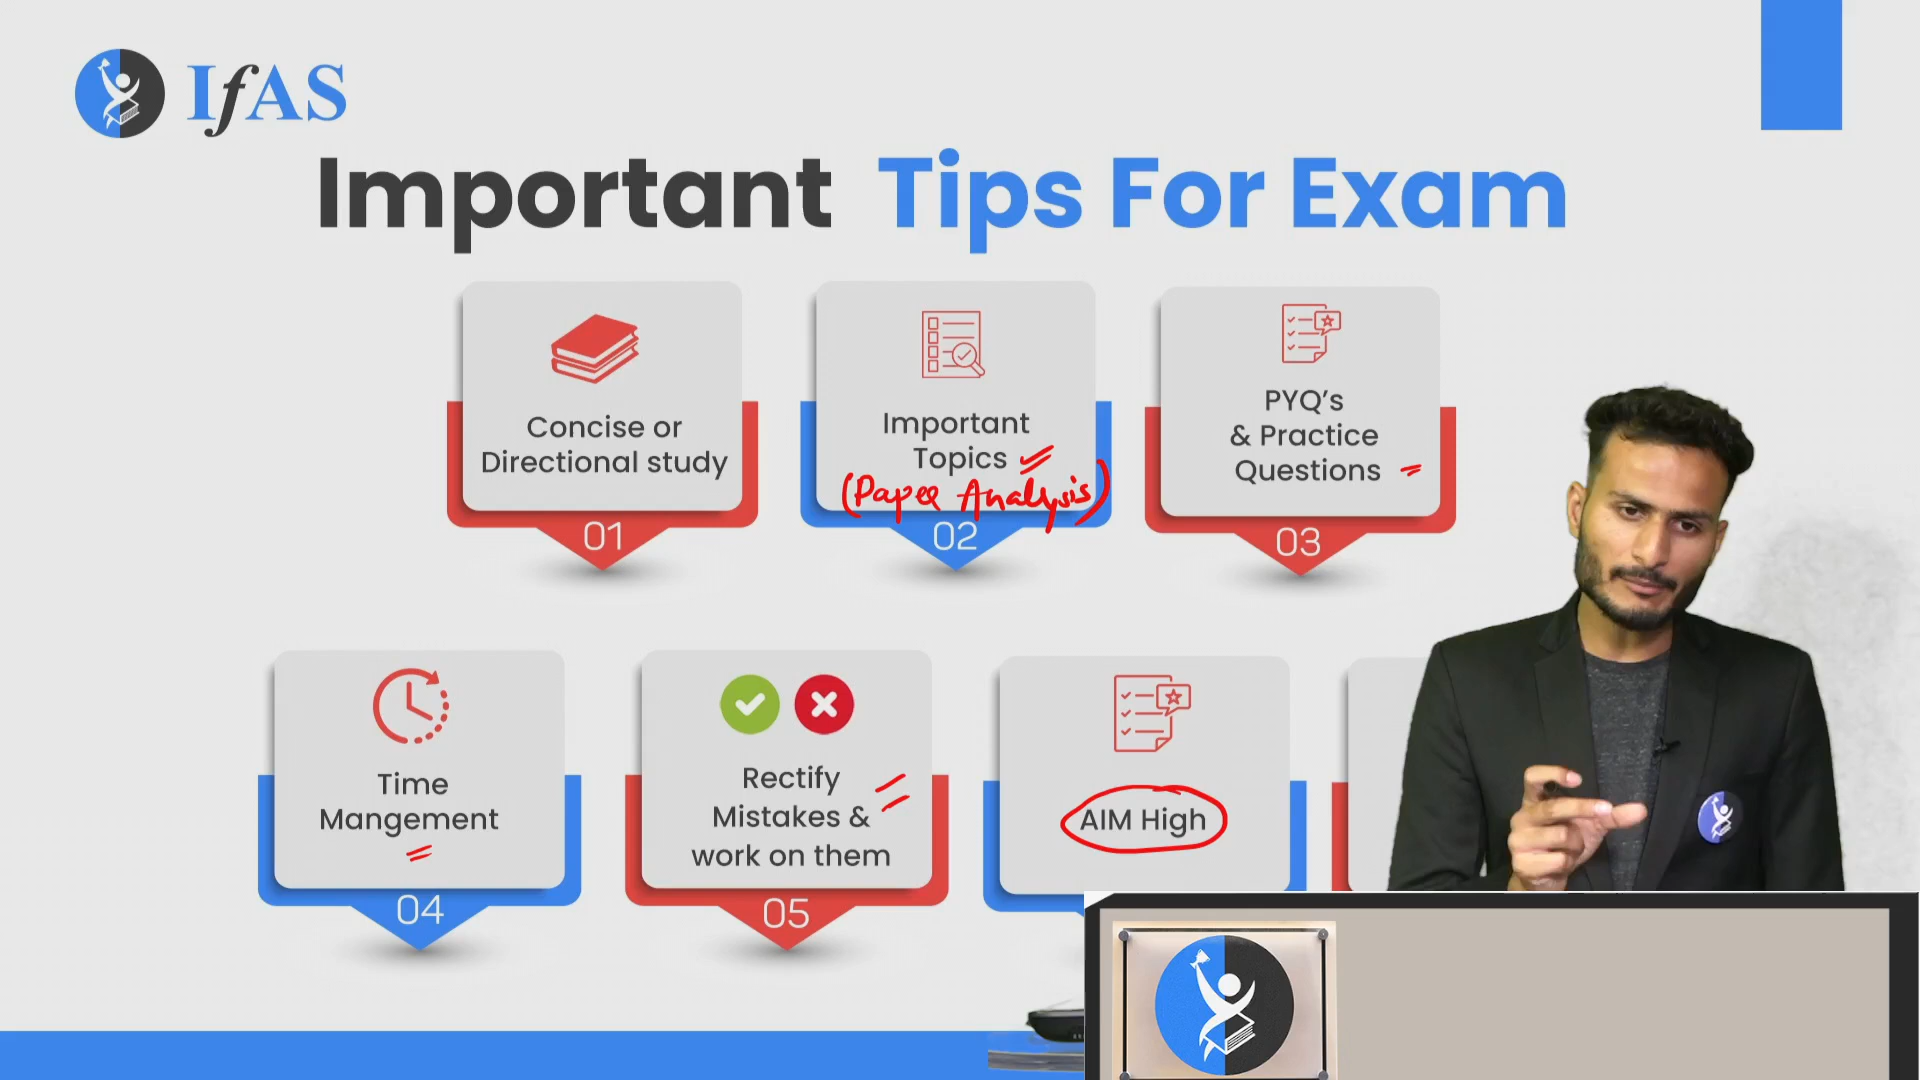 IfAS
Important Tips For Exam
Concise or
Directional study
01
Important
Topics
(Paper Analysis)
02
PYQ's
& Practice
Questions
03
Time
Mangement
04
Rectify
Mistakes &
work on them
05
AIM High